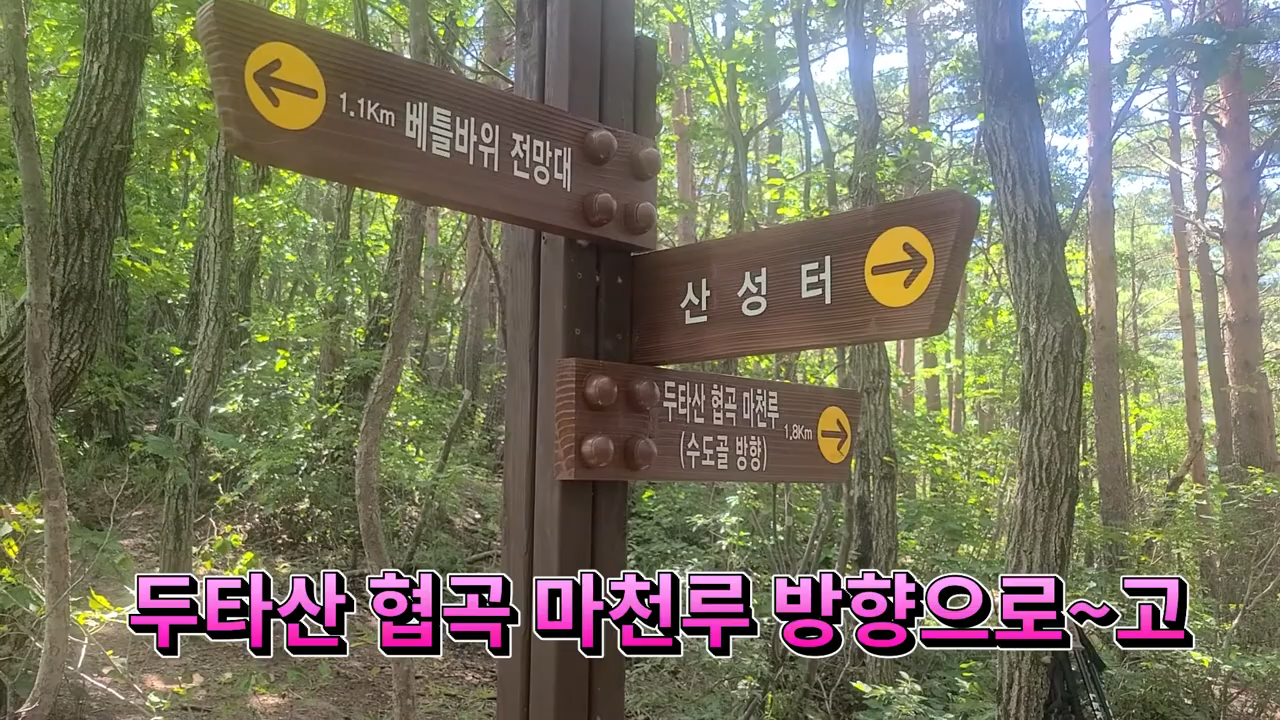 1.1Km 베틀바위 전망대
산성터
두타산 협곡 마천루
1.8Km
(수도골 방향)
두타산 협곡 마천루 방향으로~고